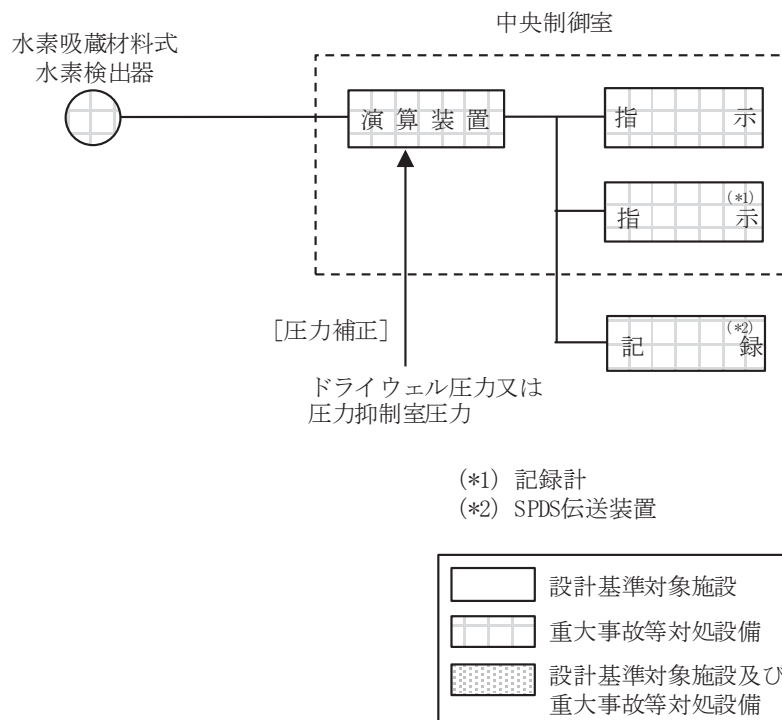 中央制御室
水素吸蔵材料式
水素検出器
演算装置
指示
指示(*1)
[圧力補正]
記録(*2)
ドライウェル圧力又は
圧力抑制室圧力
(*1) 記録計
(*2) SPDS伝送装置
設計基準対象施設
重大事故等対処設備
設計基準対象施設及び
重大事故等対処設備